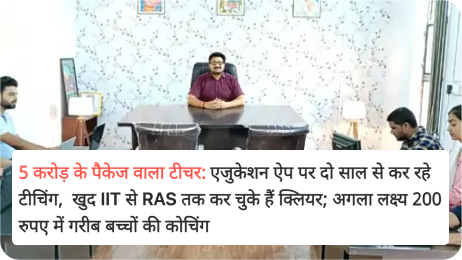 5 करोड़ के पैकेज वाला टीचर: एजुकेशन ऐप पर दो साल से कर रहे
टीचिंग, खुद IIT से RAS तक कर चुके हैं क्लियर; अगला लक्ष्य 200
रुपए में गरीब बच्चों की कोचिंग